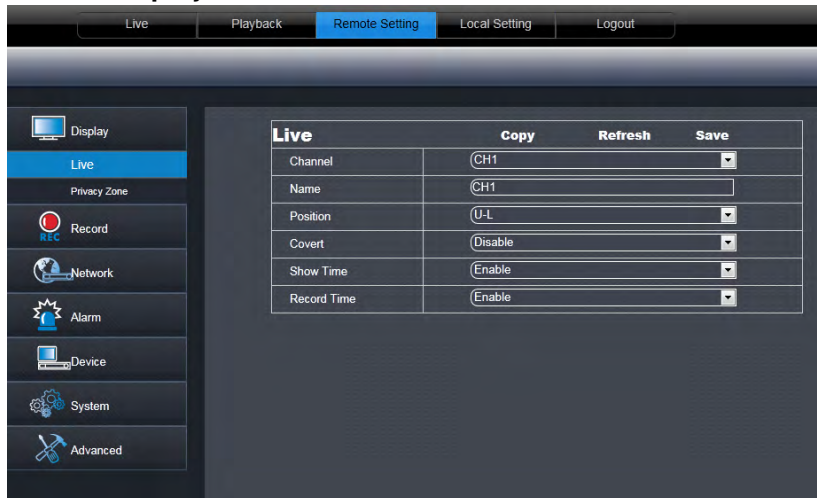 Live Playback Remote Setting Local Setting Logout
Display
Live
Privacy Zone
REC Record
Network
Alarm
Device
System
Advanced
Live Copy Refresh Save
Channel CH1
Name CH1
Position U-L
Covert Disable
Show Time Enable
Record Time Enable